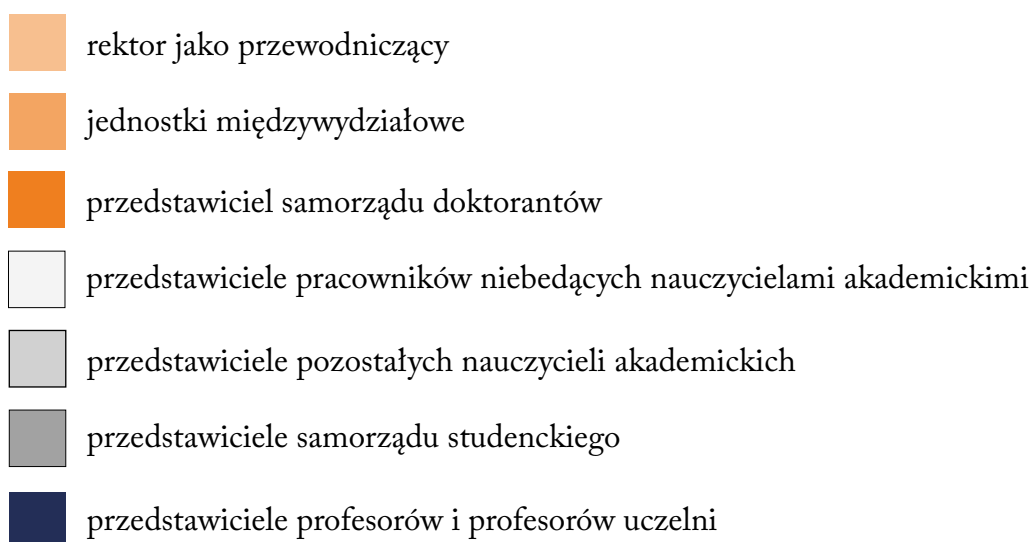 rektor jako przewodniczący
jednostki międzywydziałowe
przedstawiciel samorządu doktorantów
przedstawiciele pracowników niebedących nauczycielami akademickimi
przedstawiciele pozostałych nauczycieli akademickich
przedstawiciele samorządu studenckiego
przedstawiciele profesorów i profesorów uczelni